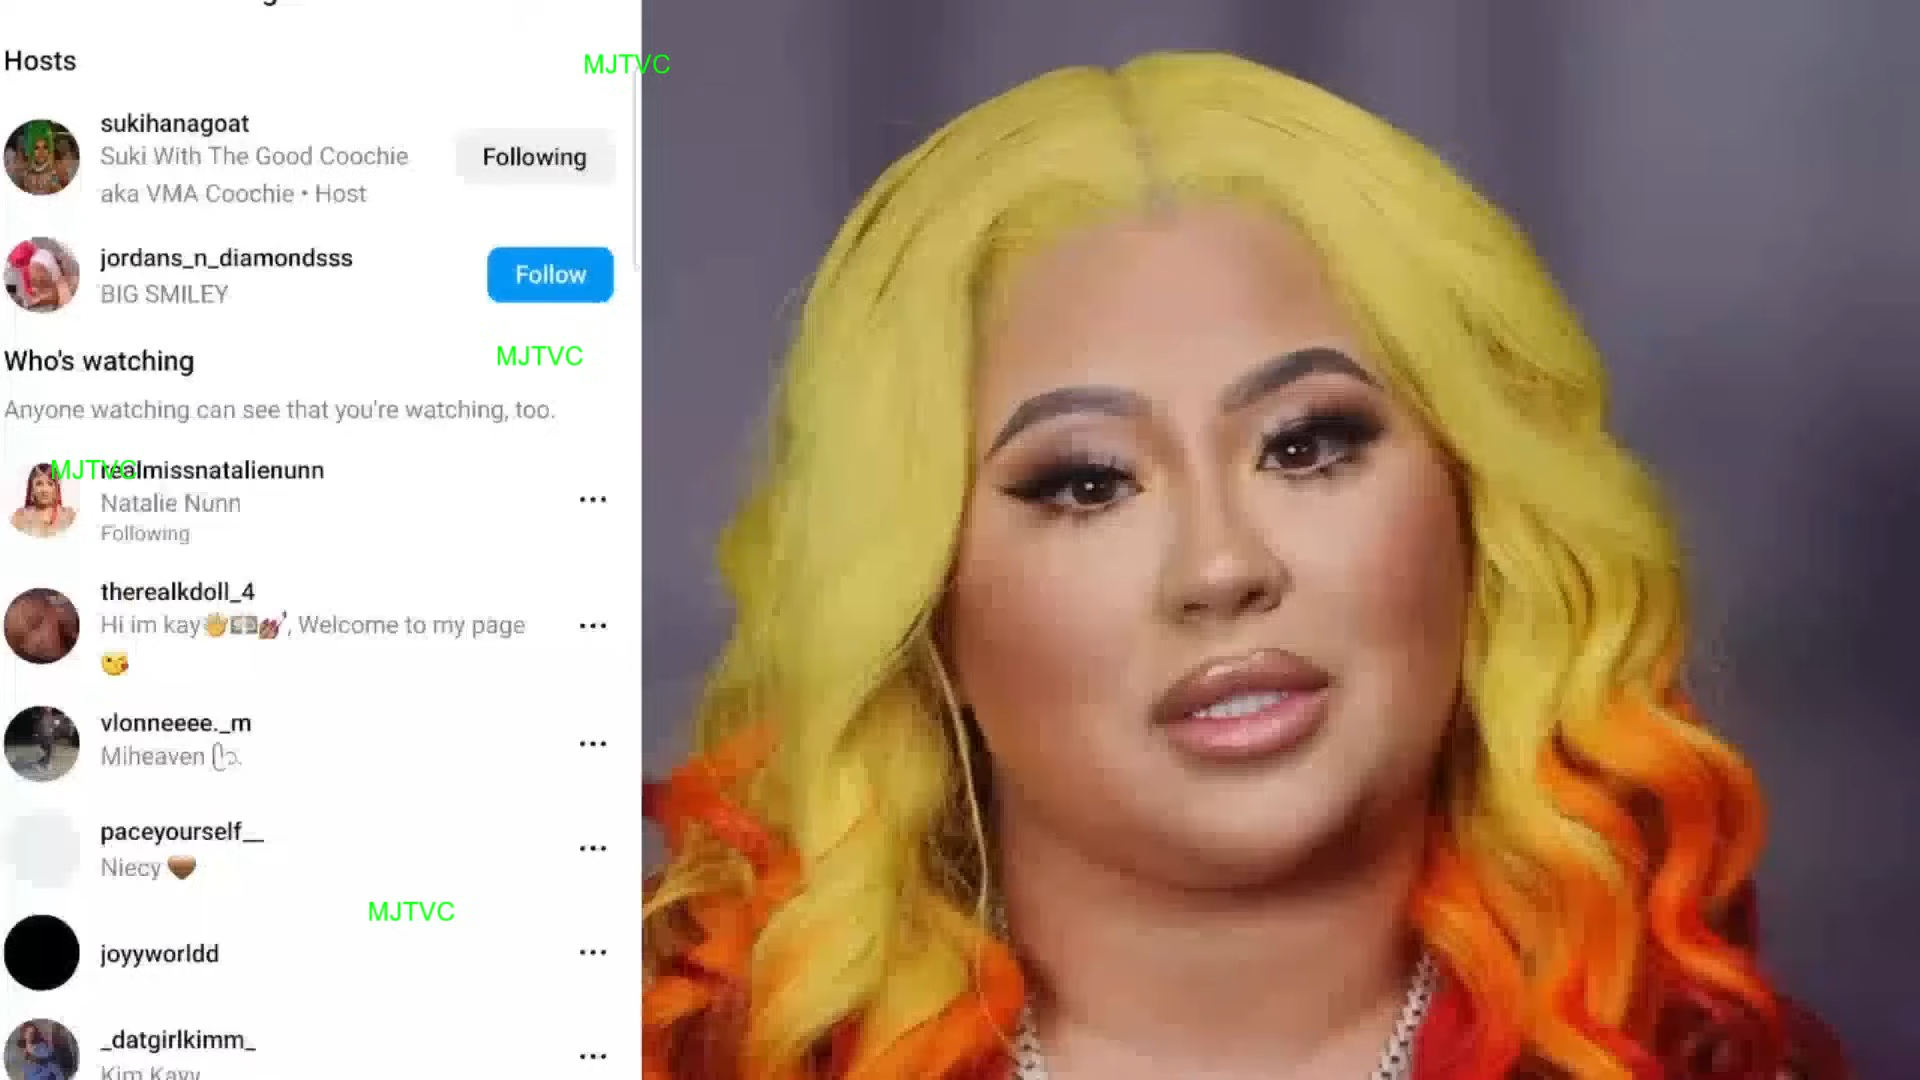 Hosts
MJTVC
sukihanagoat
Suki With The Good Coochie
aka VMA Coochie • Host
Following
jordans_n_diamondsss
BIG SMILEY
Follow
Who's watching
MJTVC
Anyone watching can see that you're watching, too.
MJTVC
realmissnatalienunn
Natalie Nunn
Following
therealkdoll_4
Hi im kay👋💵💅🏾, Welcome to my page
😘
vlonneeee._m
Miheaven
paceyourself__
Niecy 🤎
MJTVC
joyyworldd
_datgirlkimm_
Kim Kayy